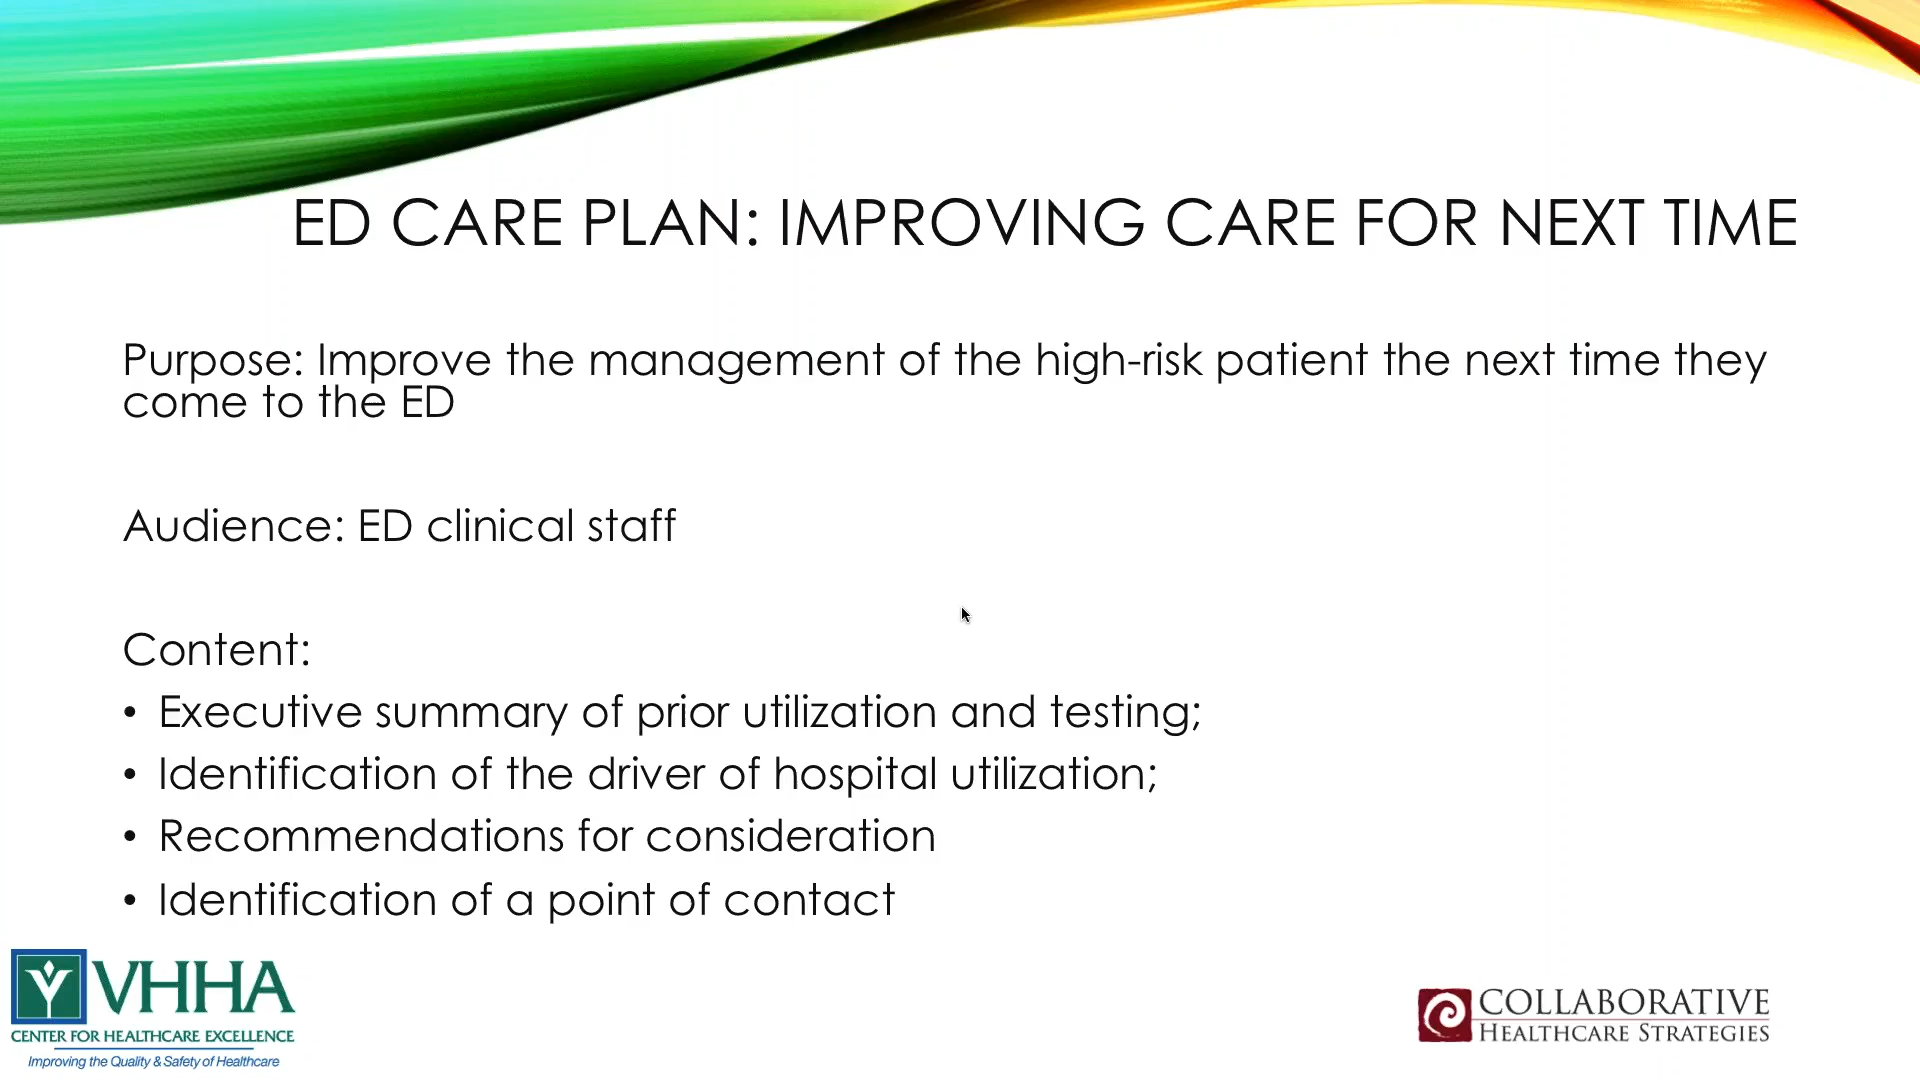 ED CARE PLAN: IMPROVING CARE FOR NEXT TIME
Purpose: Improve the management of the high-risk patient the next time they
come to the ED
Audience: ED clinical staff
Content:
• Executive summary of prior utilization and testing;
• Identification of the driver of hospital utilization;
• Recommendations for consideration
• Identification of a point of contact
VHHA
CENTER FOR HEALTHCARE EXCELLENCE
Improving the Quality & Safety of Healthcare
COLLABORATIVE
HEALTHCARE STRATEGIES